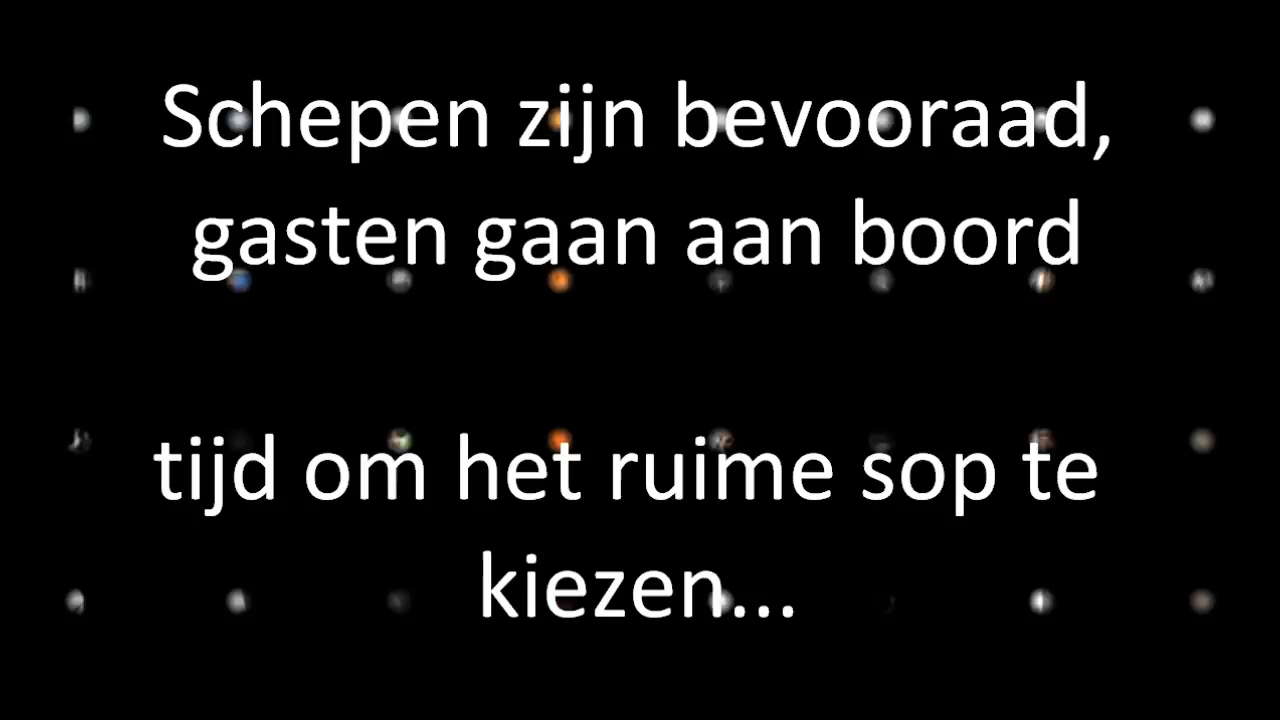 Schepen zijn bevooraad,
gasten gaan aan boord
tijd om het ruime sop te
kiezen...